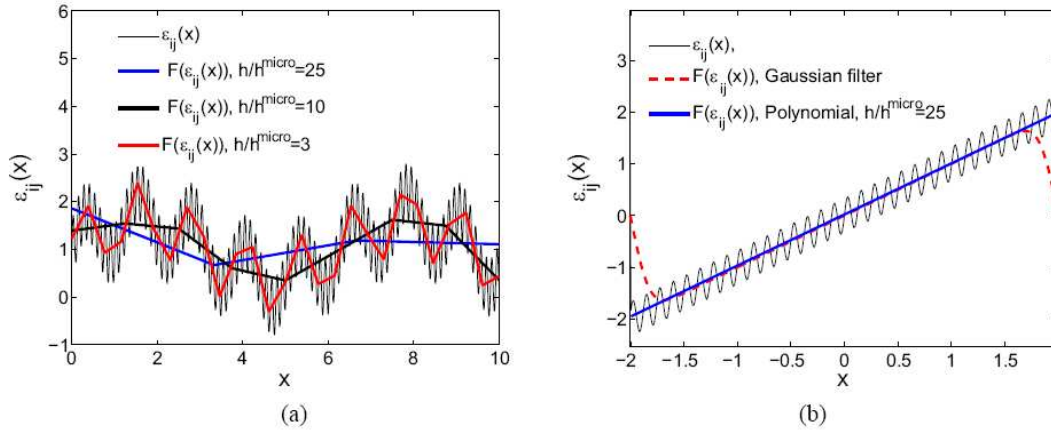 6
5
4
3
2
1
0
−1
0
2
4
6
8
10
ε_ij(x)
x
ε_ij(x)
F(ε_ij(x)), h/h^micro=25
F(ε_ij(x)), h/h^micro=10
F(ε_ij(x)), h/h^micro=3
(a)
3
2
1
0
−1
−2
−2
−1.5
−1
−0.5
0
0.5
1
1.5
ε_ij(x)
x
ε_ij(x),
F(ε_ij(x)), Gaussian filter
F(ε_ij(x)), Polynomial, h/h^micro=25
(b)